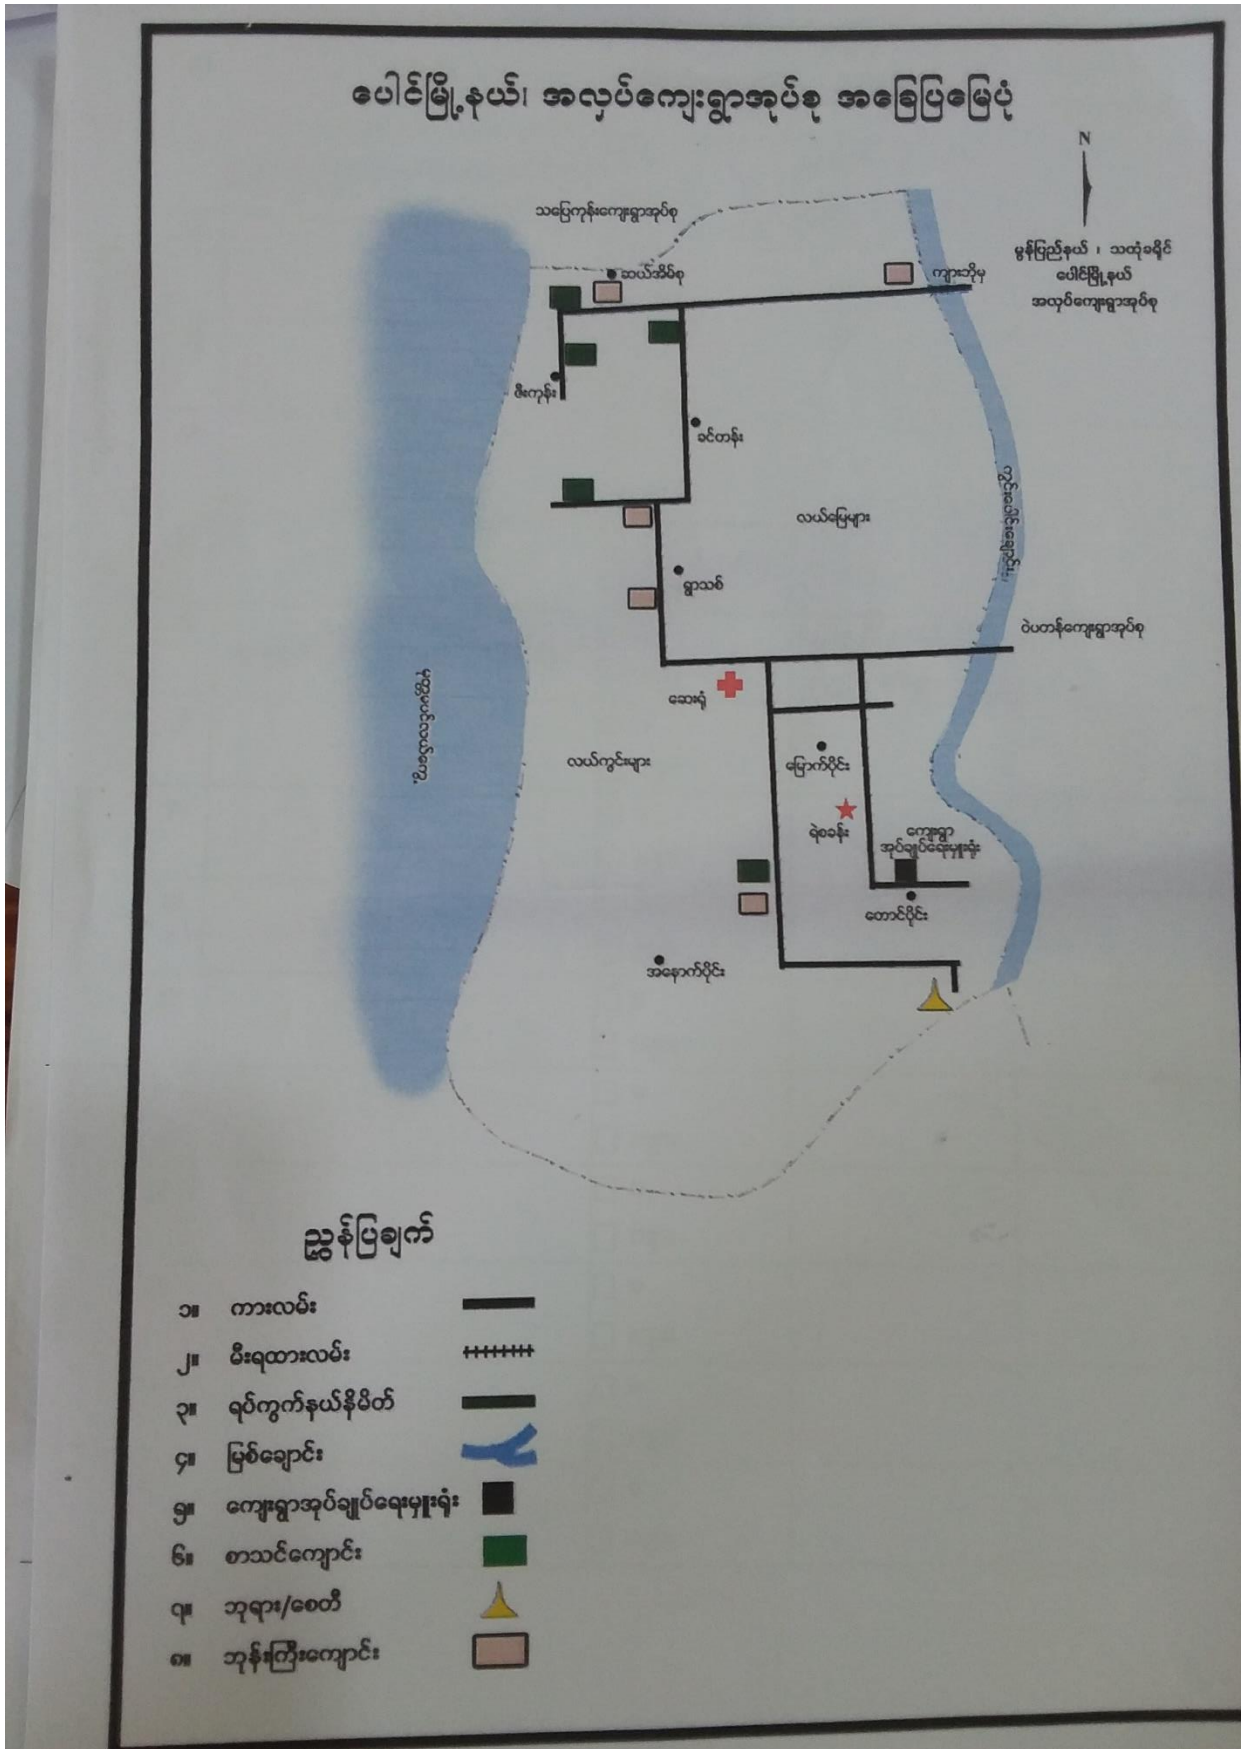 ပေါင်မြို့နယ်၊ အလှပ်ကျေးရွာအုပ်စု အခြေပြမြေပုံ
N
မွန်ပြည်နယ် ၊ သထုံခရိုင်
ပေါင်မြို့နယ်
အလှပ်ကျေးရွာအုပ်စု
သပြေကုန်းကျေးရွာအုပ်စု
ဆယ်အိမ်စု
ကျားဘိုမှ
ဇီးကုန်း
ခင်တန်း
လယ်မြေများ
ရွာသစ်
ဝဲပတန်ကျေးရွာအုပ်စု
ဆေးရုံ
လယ်ကွင်းများ
မြောက်ပိုင်း
ရဲစခန်း
ကျေးရွာ
အုပ်ချုပ်ရေးမှူးရုံး
တောင်ပိုင်း
အနောက်ပိုင်း
ညွှန်ပြချက်
၁။ ကားလမ်း
၂။ မီးရထားလမ်း
၃။ ရပ်ကွက်နယ်နိမိတ်
၄။ မြစ်ချောင်း
၅။ ကျေးရွာအုပ်ချုပ်ရေးမှူးရုံး
၆။ စာသင်ကျောင်း
၇။ ဘုရား/စေတီ
၈။ ဘုန်းကြီးကျောင်း